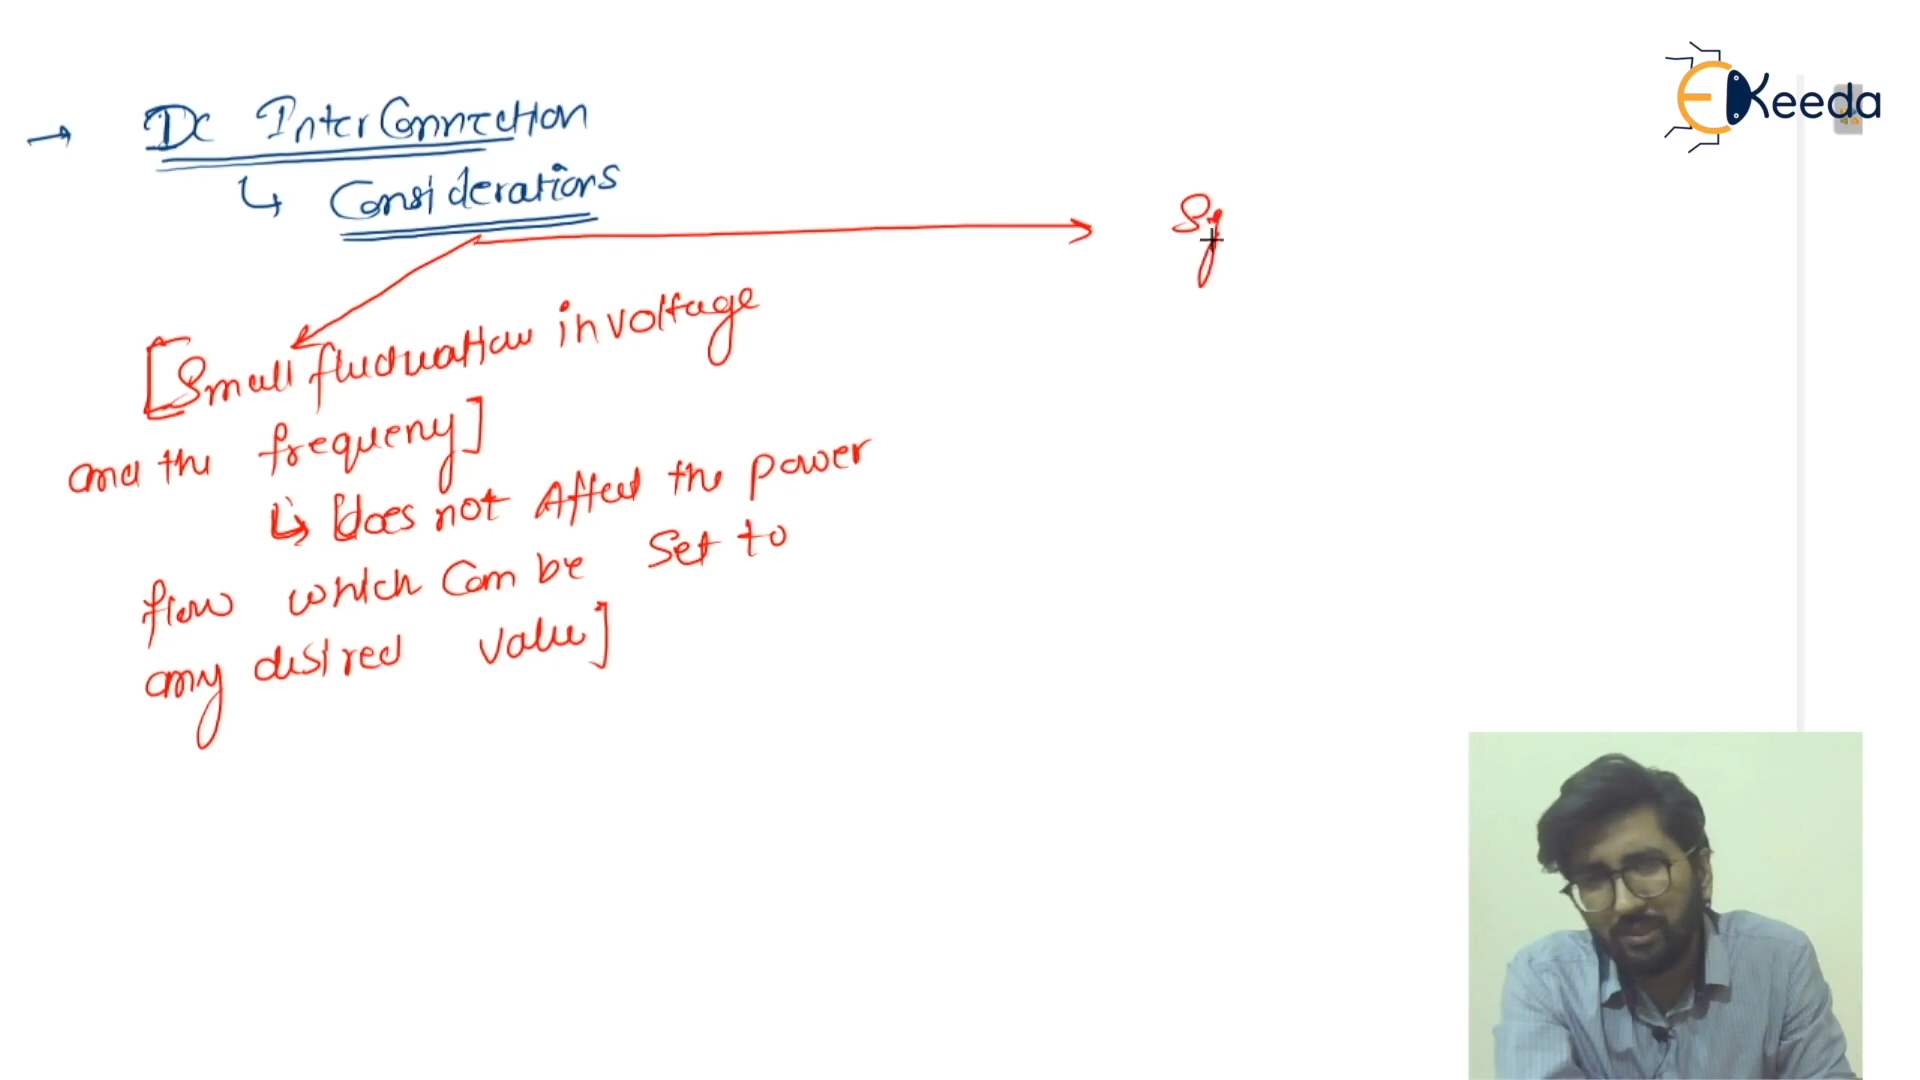 → DC InterConnection
↳ Considerations
[Small fluctuation in voltage
and the frequeny]
↳ [does not Affect the power
flow which Can be Set to
any desired value]
Sy
EKeeda